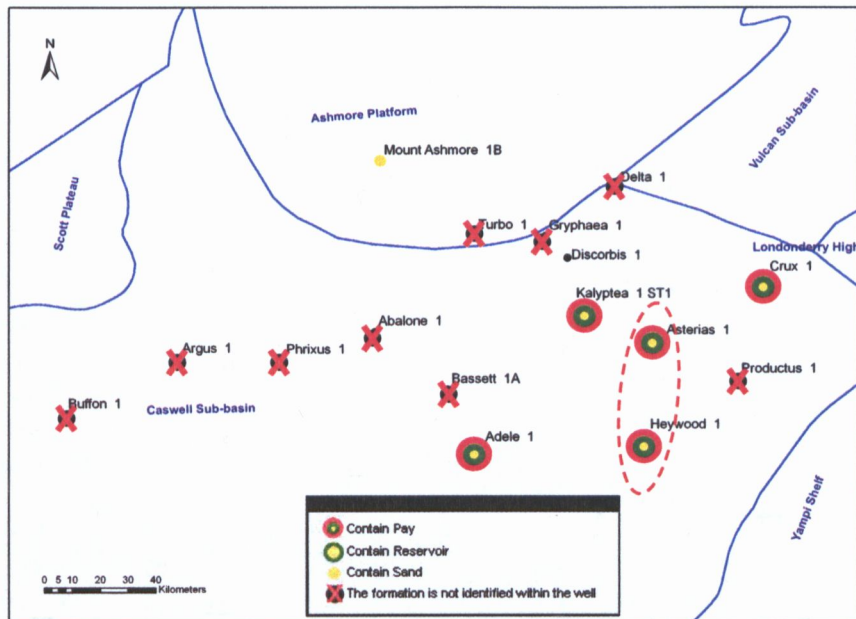 N
Ashmore Platform
Mount Ashmore 1B
Vulcan Sub-basin
Scott Plateau
Delta 1
Turbo 1
Gryphaea 1
Discorbis 1
Londonderry High
Crux 1
Kalyptea 1 ST1
Abalone 1
Asterias 1
Argus 1
Phrixus 1
Bassett 1A
Productus 1
Buffon 1
Caswell Sub-basin
Heywood 1
Adele 1
Yampi Shelf
Contain Pay
Contain Reservoir
Contain Sand
The formation is not identified within the well
0 5 10 20 30 40
Kilometers